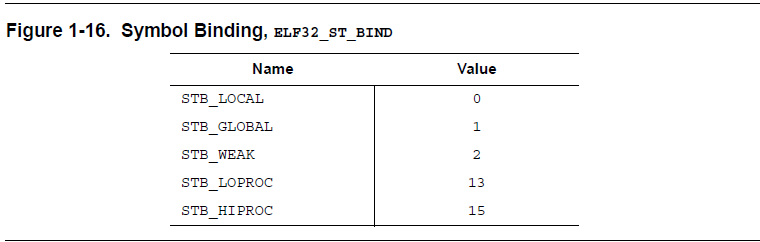 Figure 1-16. Symbol Binding, ELF32_ST_BIND
Name Value
STB_LOCAL 0
STB_GLOBAL 1
STB_WEAK 2
STB_LOPROC 13
STB_HIPROC 15